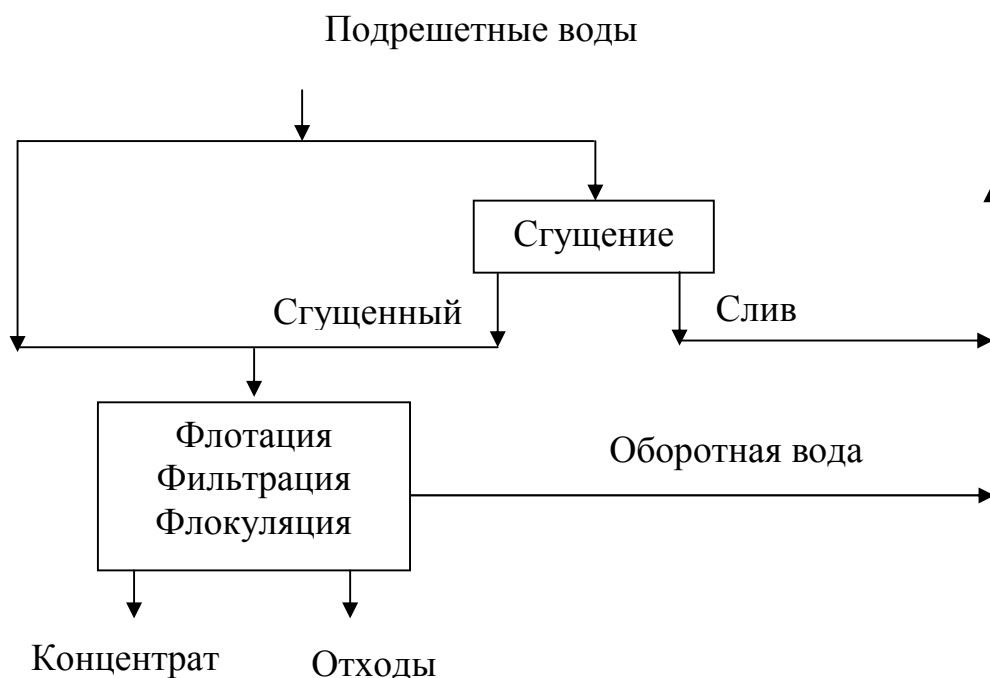 Подрешетные воды
Сгущение
Сгущенный
Слив
Флотация
Фильтрация
Флокуляция
Оборотная вода
Концентрат
Отходы